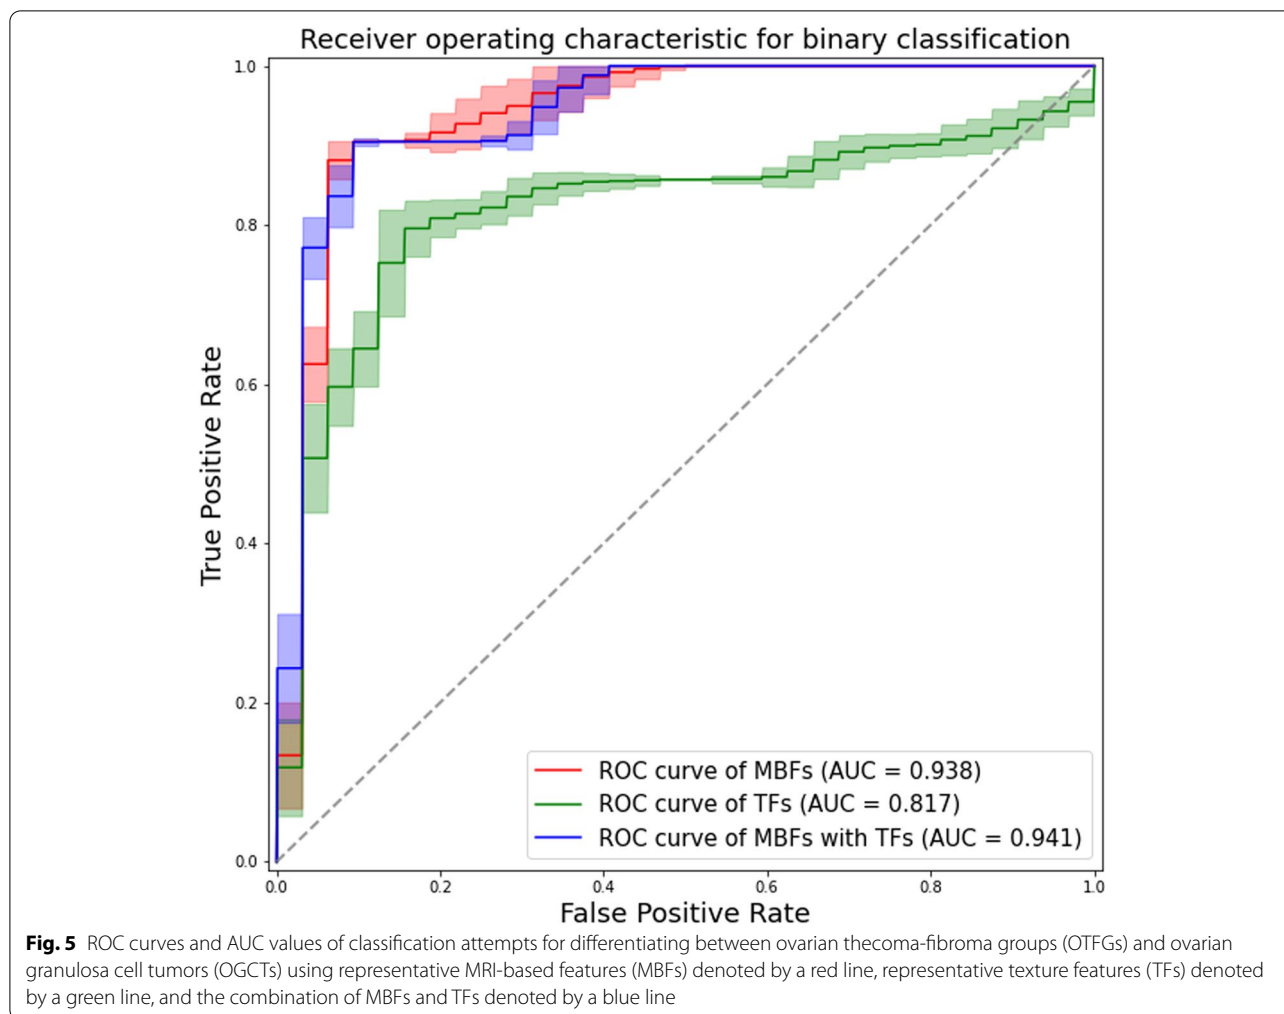 Receiver operating characteristic for binary classification
1.0
0.8
0.6
0.4
0.2
0.0
True Positive Rate
ROC curve of MBFs (AUC = 0.938)
ROC curve of TFs (AUC = 0.817)
ROC curve of MBFs with TFs (AUC = 0.941)
0.0 0.2 0.4 0.6 0.8 1.0
False Positive Rate
Fig. 5 ROC curves and AUC values of classification attempts for differentiating between ovarian thecoma-fibroma groups (OTFGs) and ovarian
granulosa cell tumors (OGCTs) using representative MRI-based features (MBFs) denoted by a red line, representative texture features (TFs) denoted
by a green line, and the combination of MBFs and TFs denoted by a blue line